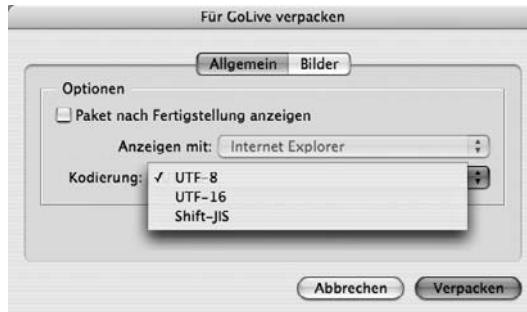 Für GoLive verpacken
Allgemein Bilder
Optionen
Paket nach Fertigstellung anzeigen
Anzeigen mit: Internet Explorer
Kodierung: ✓ UTF-8
UTF-16
Shift-JIS
Abbrechen Verpacken